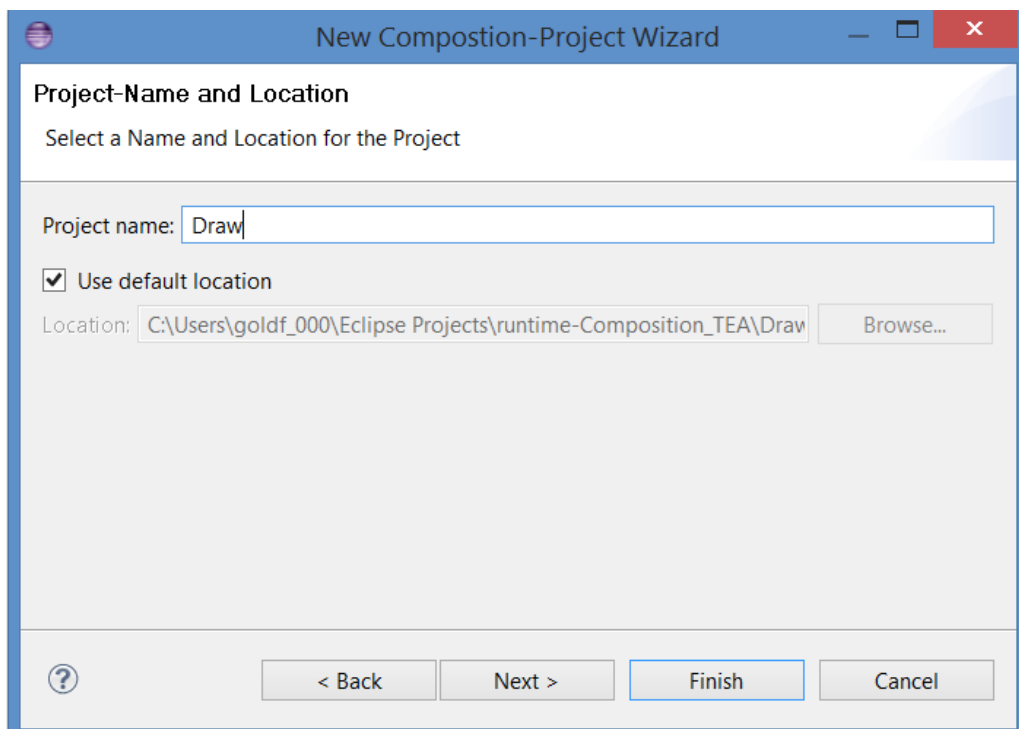 New Compostion-Project Wizard
Project-Name and Location
Select a Name and Location for the Project
Project name: Draw
Use default location
Location: C:\Users\goldf_000\Eclipse Projects\runtime-Composition_TEA\Draw Browse...
? < Back Next > Finish Cancel